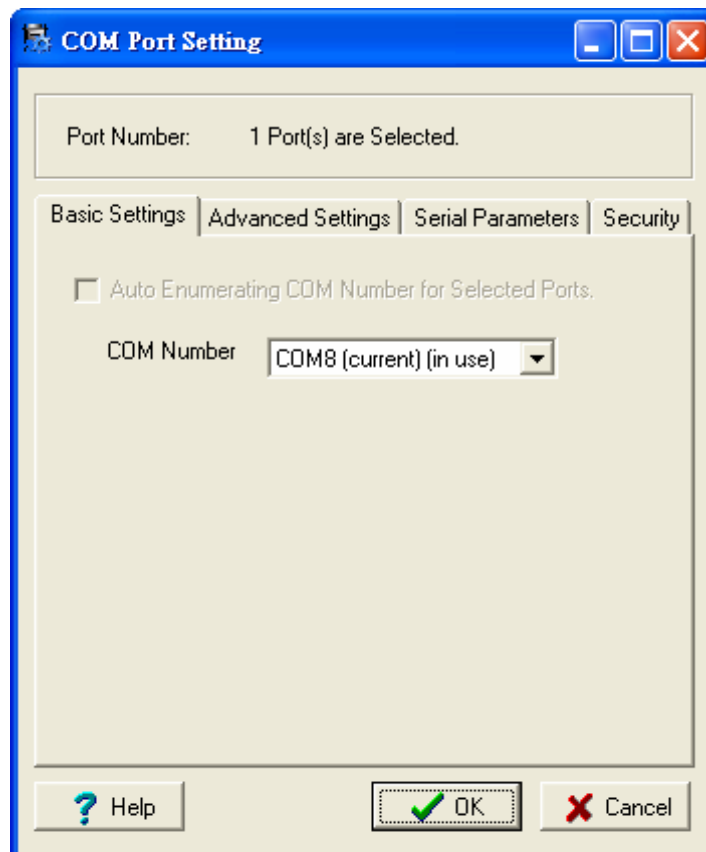 COM Port Setting
Port Number: 1 Port(s) are Selected.
Basic Settings Advanced Settings Serial Parameters Security
Auto Enumerating COM Number for Selected Ports.
COM Number COM8 (current) (in use)
Help OK Cancel